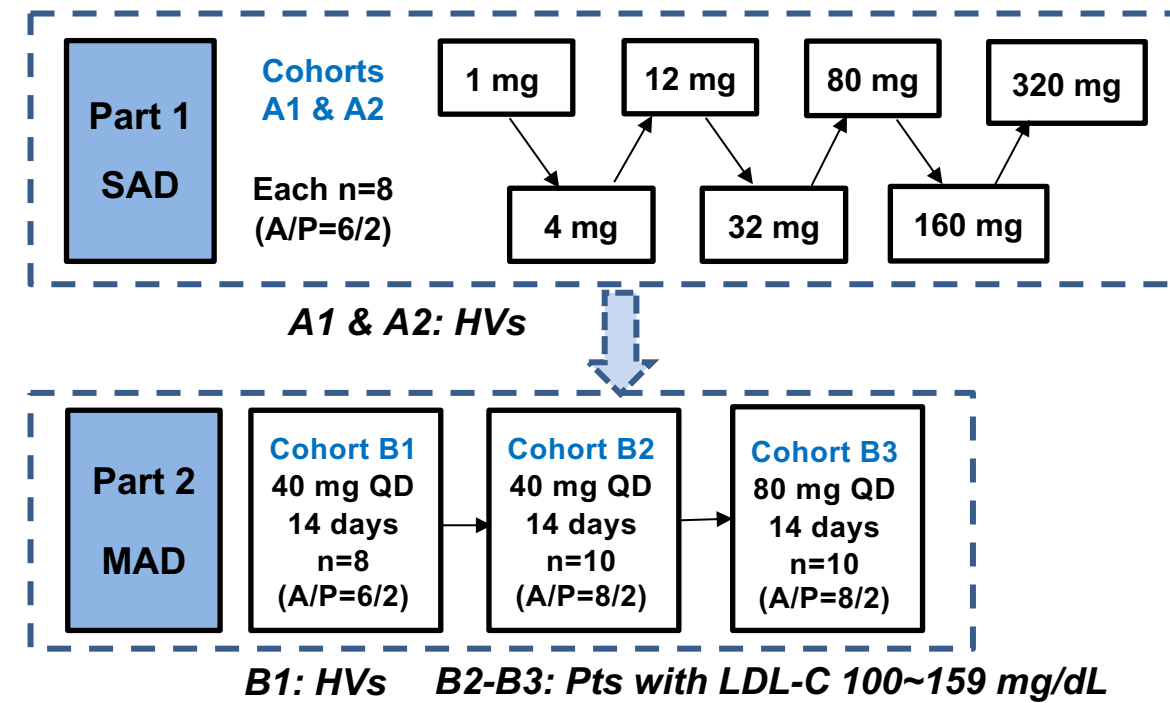 Part 1
SAD
Cohorts
A1 & A2
Each n=8
(A/P=6/2)
1 mg
12 mg
80 mg
320 mg
4 mg
32 mg
160 mg
A1 & A2: HVs
Part 2
MAD
Cohort B1
40 mg QD
14 days
n=8
(A/P=6/2)
Cohort B2
40 mg QD
14 days
n=10
(A/P=8/2)
Cohort B3
80 mg QD
14 days
n=10
(A/P=8/2)
B1: HVs
B2-B3: Pts with LDL-C 100~159 mg/dL